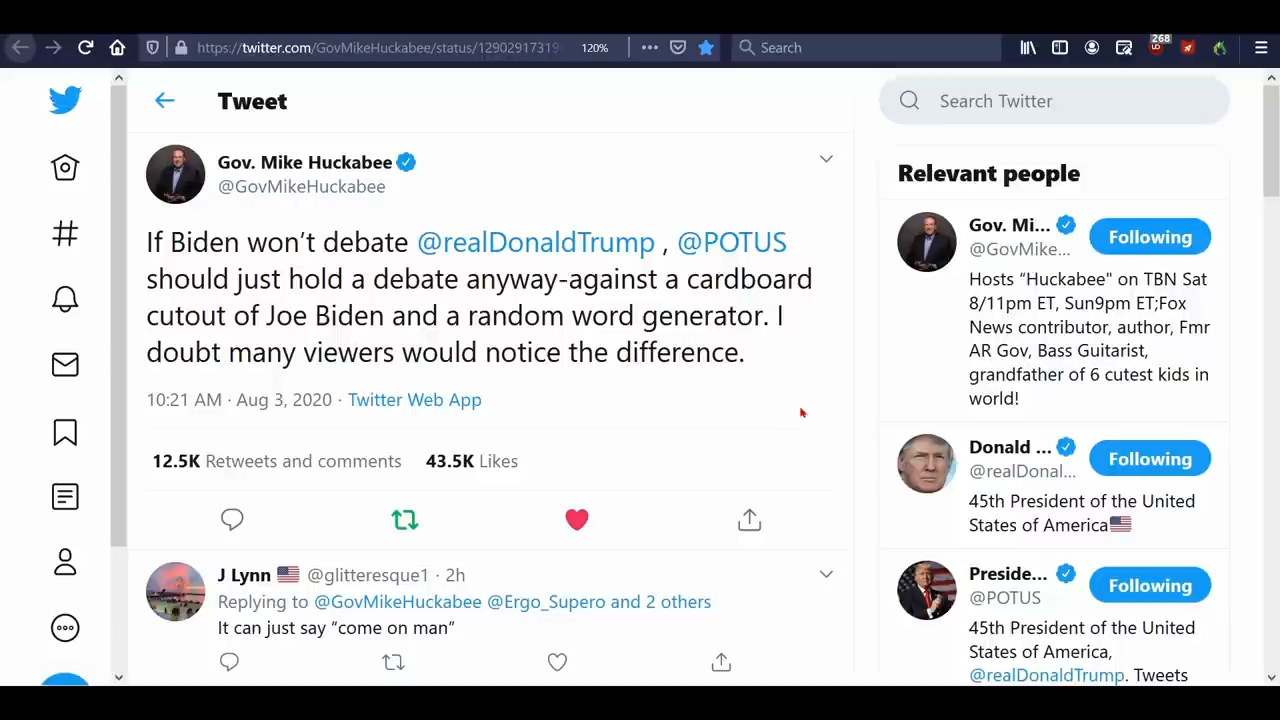 https://twitter.com/GovMikeHuckabee/status/12902917319
120%
Search
268
Tweet
Gov. Mike Huckabee
@GovMikeHuckabee
If Biden won't debate @realDonaldTrump , @POTUS
should just hold a debate anyway-against a cardboard
cutout of Joe Biden and a random word generator. I
doubt many viewers would notice the difference.
10:21 AM · Aug 3, 2020 · Twitter Web App
12.5K Retweets and comments 43.5K Likes
J Lynn @glitteresque1 · 2h
Replying to @GovMikeHuckabee @Ergo_Supero and 2 others
It can just say “come on man”
Search Twitter
Relevant people
Gov. Mi...
@GovMike...
Following
Hosts “Huckabee" on TBN Sat
8/11pm ET, Sun9pm ET;Fox
News contributor, author, Fmr
AR Gov, Bass Guitarist,
grandfather of 6 cutest kids in
world!
Donald ...
@realDonal...
Following
45th President of the United
States of America
Preside...
@POTUS
Following
45th President of the United
States of America,
@realDonaldTrump. Tweets